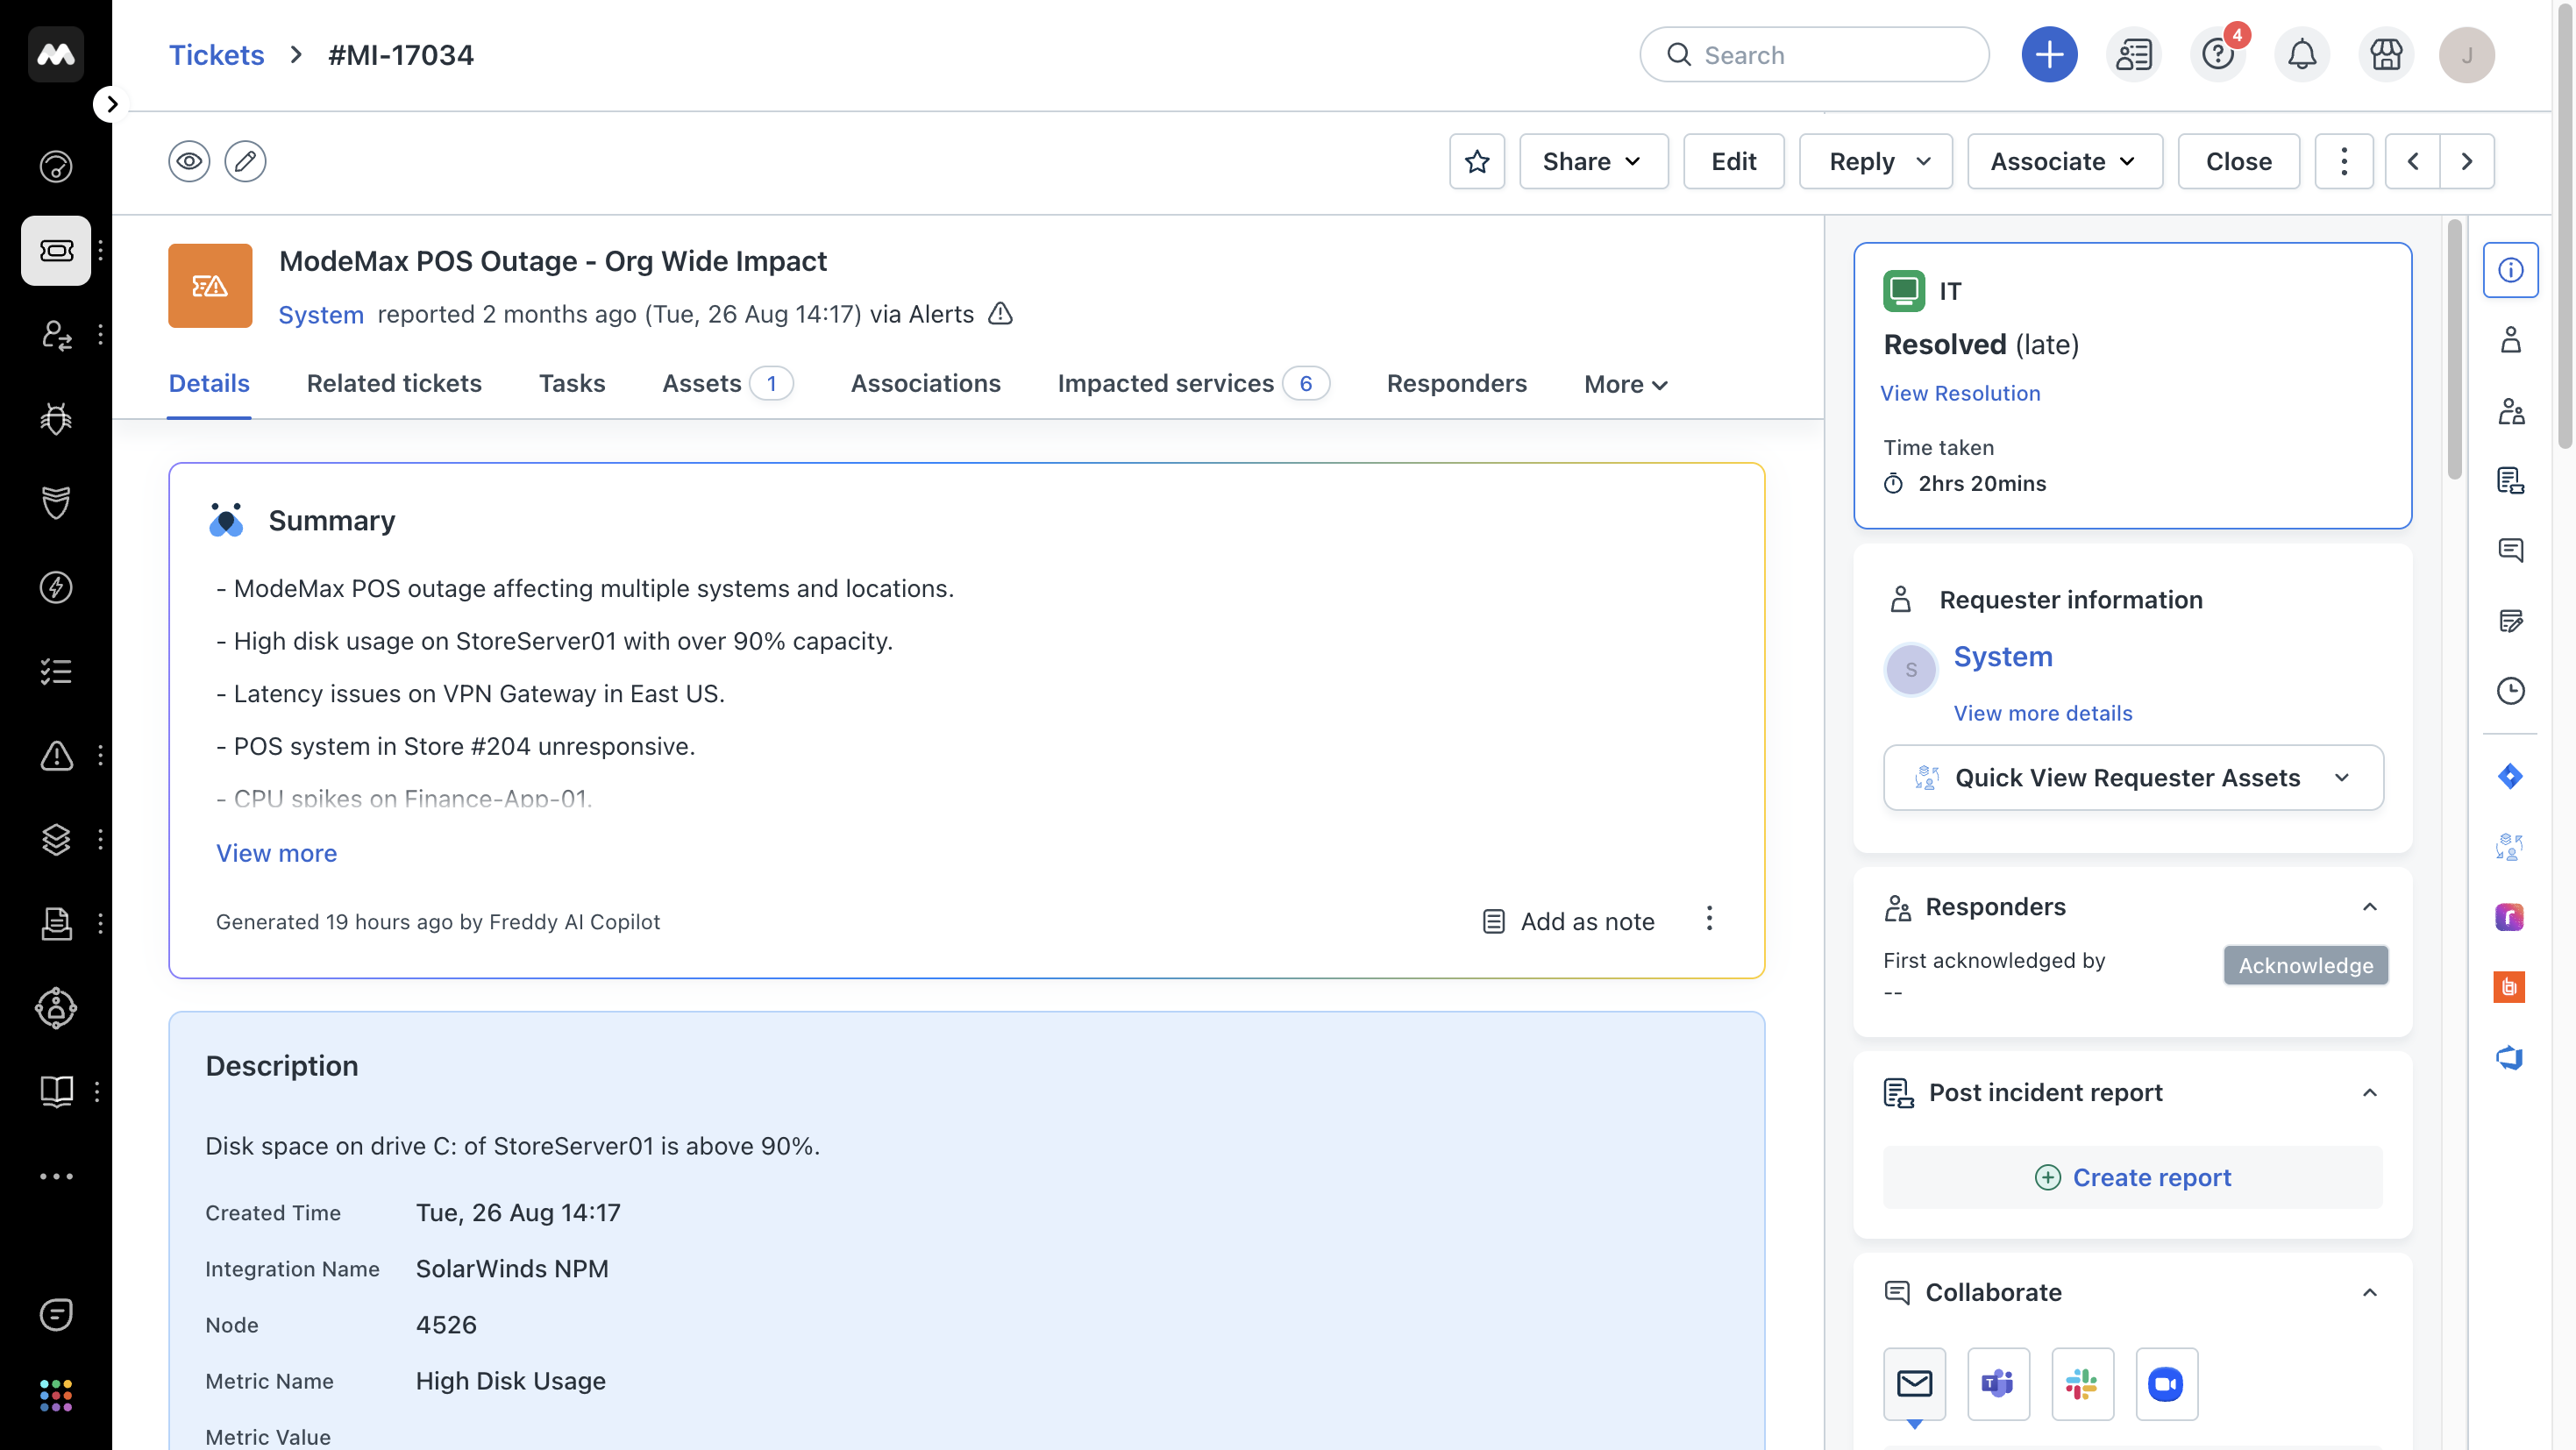 Tickets > #MI-17034
Search
4
J
Share
Edit
Reply
Associate
Close
ModeMax POS Outage - Org Wide Impact
System reported 2 months ago (Tue, 26 Aug 14:17) via Alerts
Details
Related tickets
Tasks
Assets 1
Associations
Impacted services 6
Responders
More
Summary
- ModeMax POS outage affecting multiple systems and locations.
- High disk usage on StoreServer01 with over 90% capacity.
- Latency issues on VPN Gateway in East US.
- POS system in Store #204 unresponsive.
- CPU spikes on Finance-App-01.
View more
Generated 19 hours ago by Freddy AI Copilot
Add as note
Description
Disk space on drive C: of StoreServer01 is above 90%.
Created Time Tue, 26 Aug 14:17
Integration Name SolarWinds NPM
Node 4526
Metric Name High Disk Usage
Metric Value
IT
Resolved (late)
View Resolution
Time taken
2hrs 20mins
Requester information
S
System
View more details
Quick View Requester Assets
Responders
First acknowledged by
--
Acknowledge
Post incident report
Create report
Collaborate